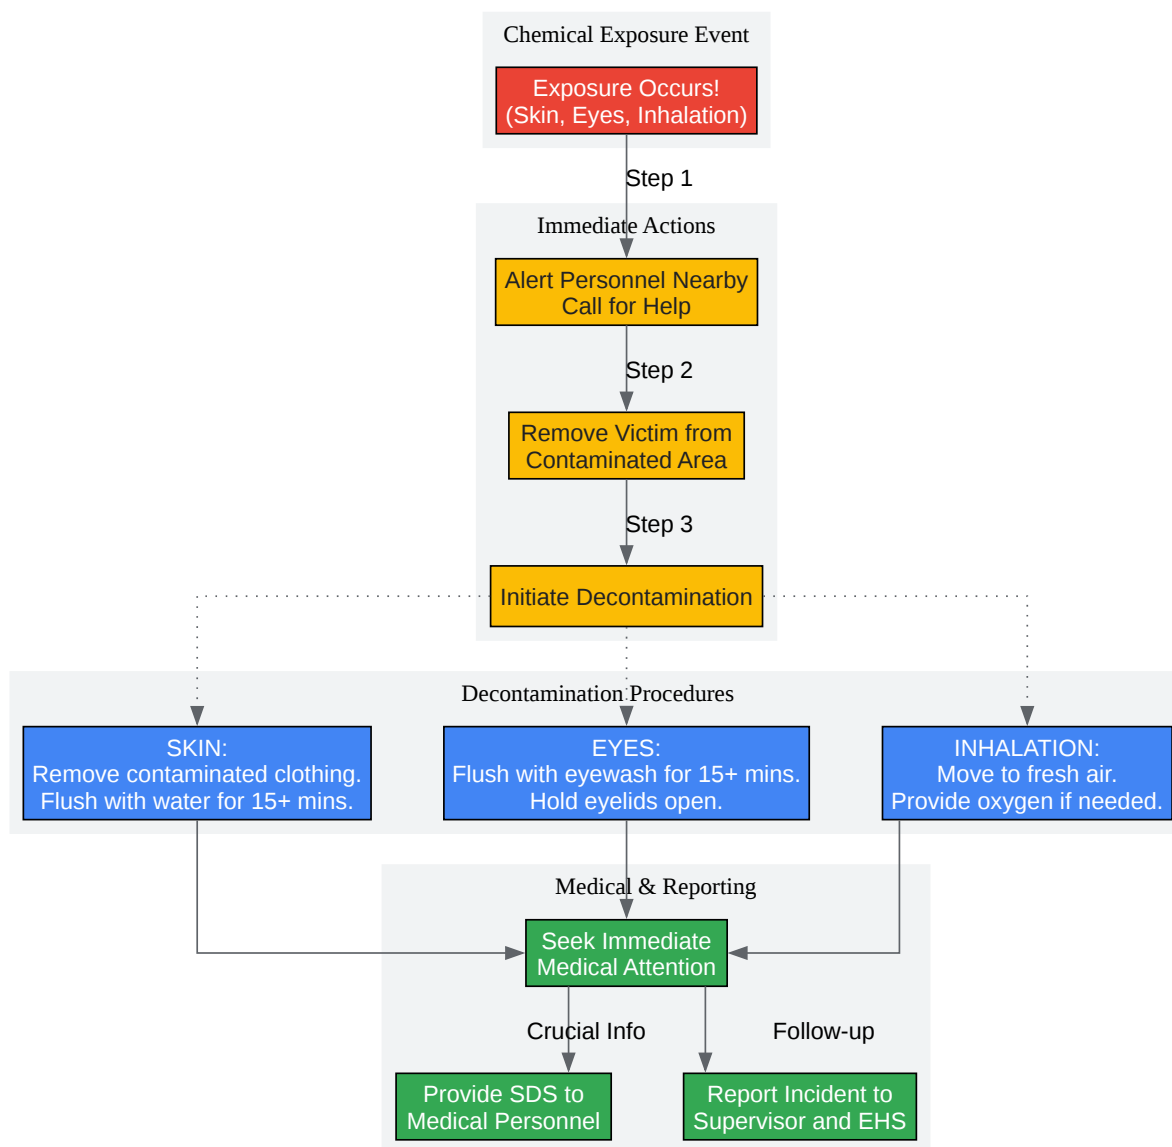 Chemical Exposure Event
Exposure Occurs!
(Skin, Eyes, Inhalation)
Step 1
Immediate Actions
Alert Personnel Nearby
Call for Help
Step 2
Remove Victim from
Contaminated Area
Step 3
Initiate Decontamination
Decontamination Procedures
SKIN:
Remove contaminated clothing.
Flush with water for 15+ mins.
EYES:
Flush with eyewash for 15+ mins.
Hold eyelids open.
INHALATION:
Move to fresh air.
Provide oxygen if needed.
Medical & Reporting
Seek Immediate
Medical Attention
Crucial Info
Follow-up
Provide SDS to
Medical Personnel
Report Incident to
Supervisor and EHS